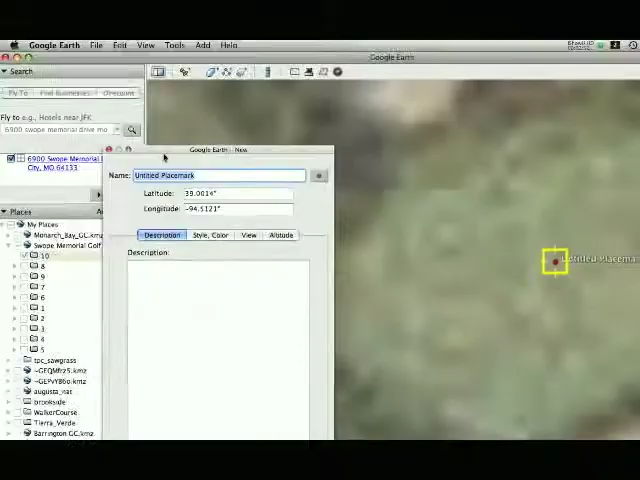 Google Earth File Edit View Tools Add Help
Google Earth
Search
Fly To Find Businesses Directions
Fly to e.g., Hotels near JFK
6900 swope memorial drive mo
6900 Swope Memorial
City, MO 64133
Google Earth - New
Name: Untitled Placemark
Latitude: 39.0014°
Longitude: -94.5121°
Description Style, Color View Altitude
Description:
Untitled Placema
Places
My Places
Monarch_Bay_GC.kmz
Swope Memorial Golf
10
8
9
7
6
1
2
3
4
5
tpc_sawgrass
~GEQMfrz5.kmz
~GEPvY86o.kmz
augusta_nat
brookside
WalkerCourse
Tierra_Verde
Barrington GC.kmz